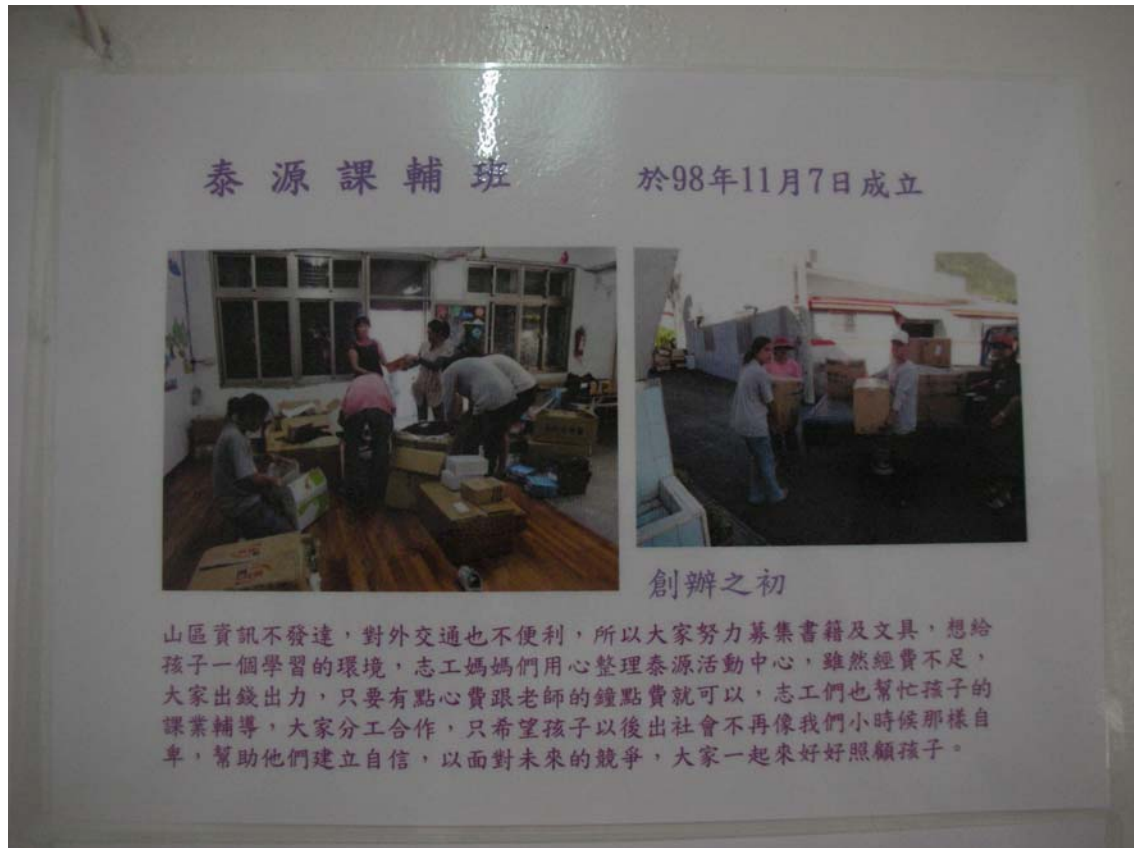 泰源課輔班 於98年11月7日成立
創辦之初
山區資訊不發達，對外交通也不便利，所以大家努力募集書籍及文具，想給
孩子一個學習的環境，志工媽媽們用心整理泰源活動中心，雖然經費不足，
大家出錢出力，只要有點心費跟老師的鐘點費就可以，志工們也幫忙孩子的
課業輔導，大家分工合作，只希望孩子以後出社會不再像我們小時候那樣自
卑，幫助他們建立自信，以面對未來的競爭，大家一起來好好照顧孩子。